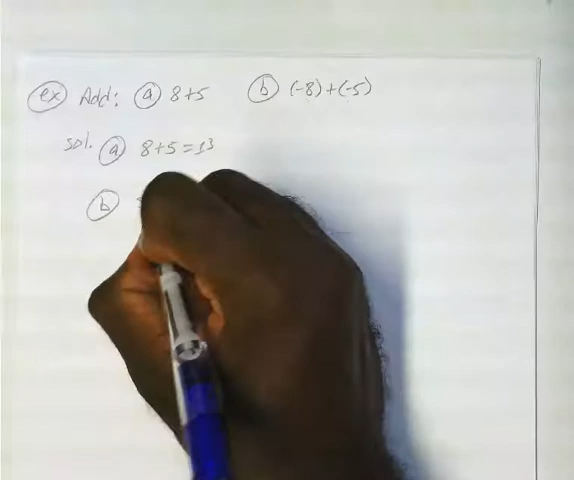 ex Add: a 8+5 b (-8)+(-5)
sol. a 8+5=13
b